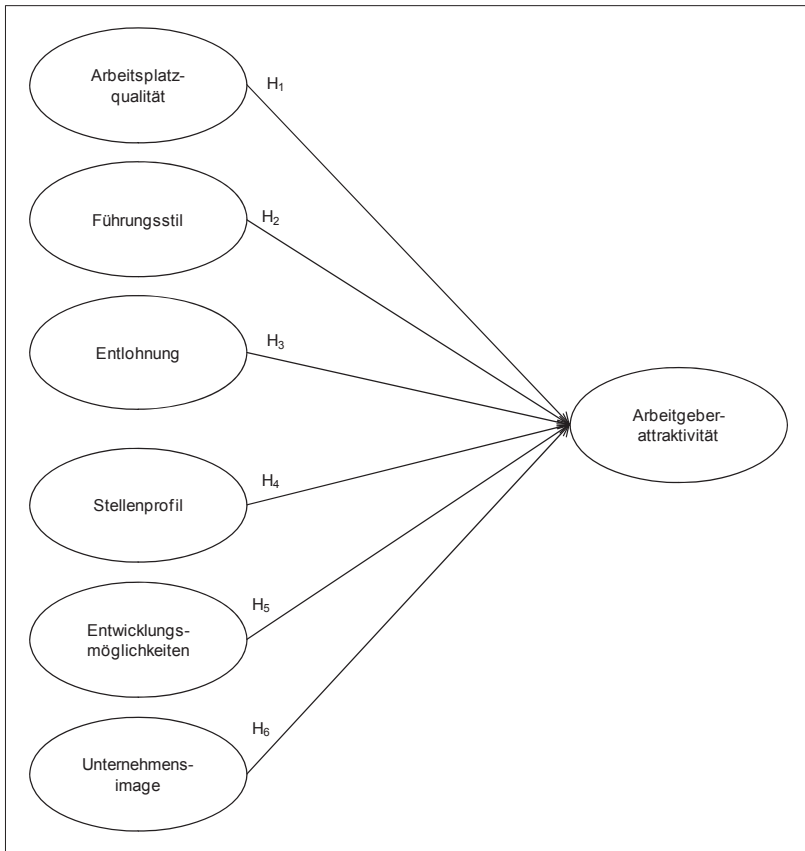 Arbeitsplatz-
qualität
H₁
Führungsstil
H₂
Entlohnung
H₃
Arbeitgeber-
attraktivität
Stellenprofil
H₄
Entwicklungs-
möglichkeiten
H₅
Unternehmens-
image
H₆